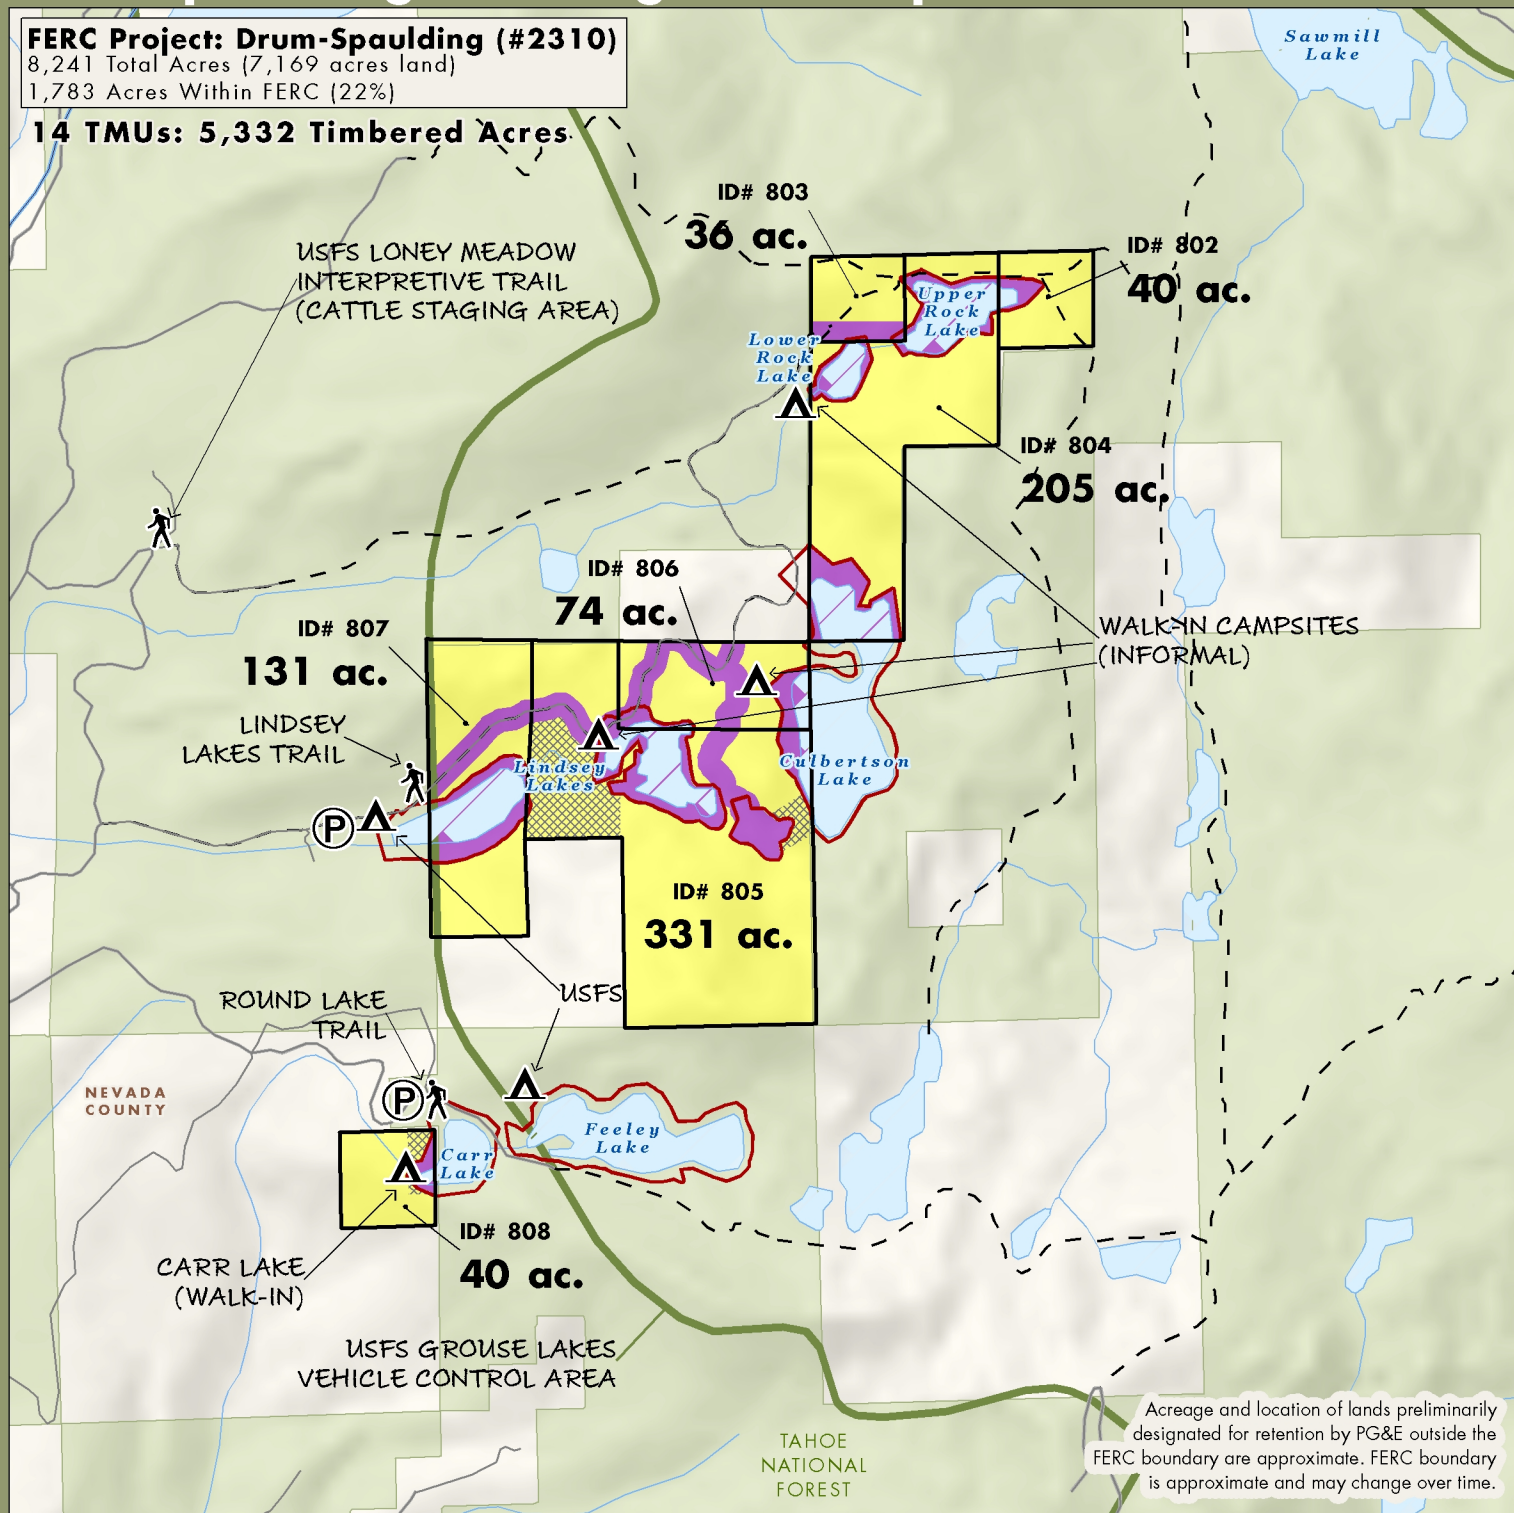 FERC Project: Drum-Spaulding (#2310)
8,241 Total Acres (7,169 acres land)
1,783 Acres Within FERC (22%)
14 TMUs: 5,332 Timbered Acres
Sawmill
Lake
ID# 803
36 ac.
ID# 802
40 ac.
USFS LONEY MEADOW
INTERPRETIVE TRAIL
(CATTLE STAGING AREA)
Upper
Rock
Lake
Lower
Rock
Lake
ID# 804
205 ac.
ID# 806
74 ac.
ID# 807
131 ac.
WALK-IN CAMPSITES
(INFORMAL)
LINDSEY
LAKES TRAIL
Lindsey
Lakes
Culbertson
Lake
P
ID# 805
331 ac.
USFS
ROUND LAKE
TRAIL
NEVADA
COUNTY
P
Feeley
Lake
Carr
Lake
ID# 808
40 ac.
CARR LAKE
(WALK-IN)
USFS GROUSE LAKES
VEHICLE CONTROL AREA
TAHOE
NATIONAL
FOREST
Acreage and location of lands preliminarily
designated for retention by PG&E outside the
FERC boundary are approximate. FERC boundary
is approximate and may change over time.